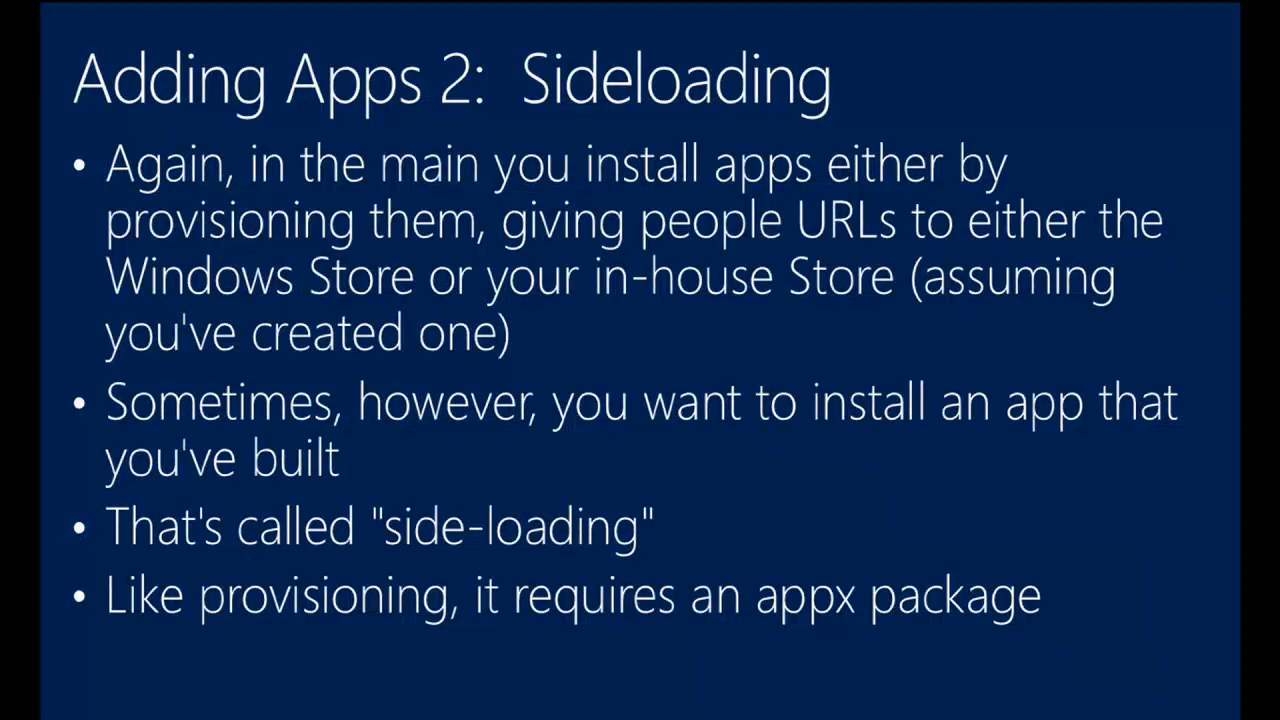 Adding Apps 2: Sideloading
• Again, in the main you install apps either by
provisioning them, giving people URLs to either the
Windows Store or your in-house Store (assuming
you've created one)
• Sometimes, however, you want to install an app that
you've built
• That's called "side-loading"
• Like provisioning, it requires an appx package